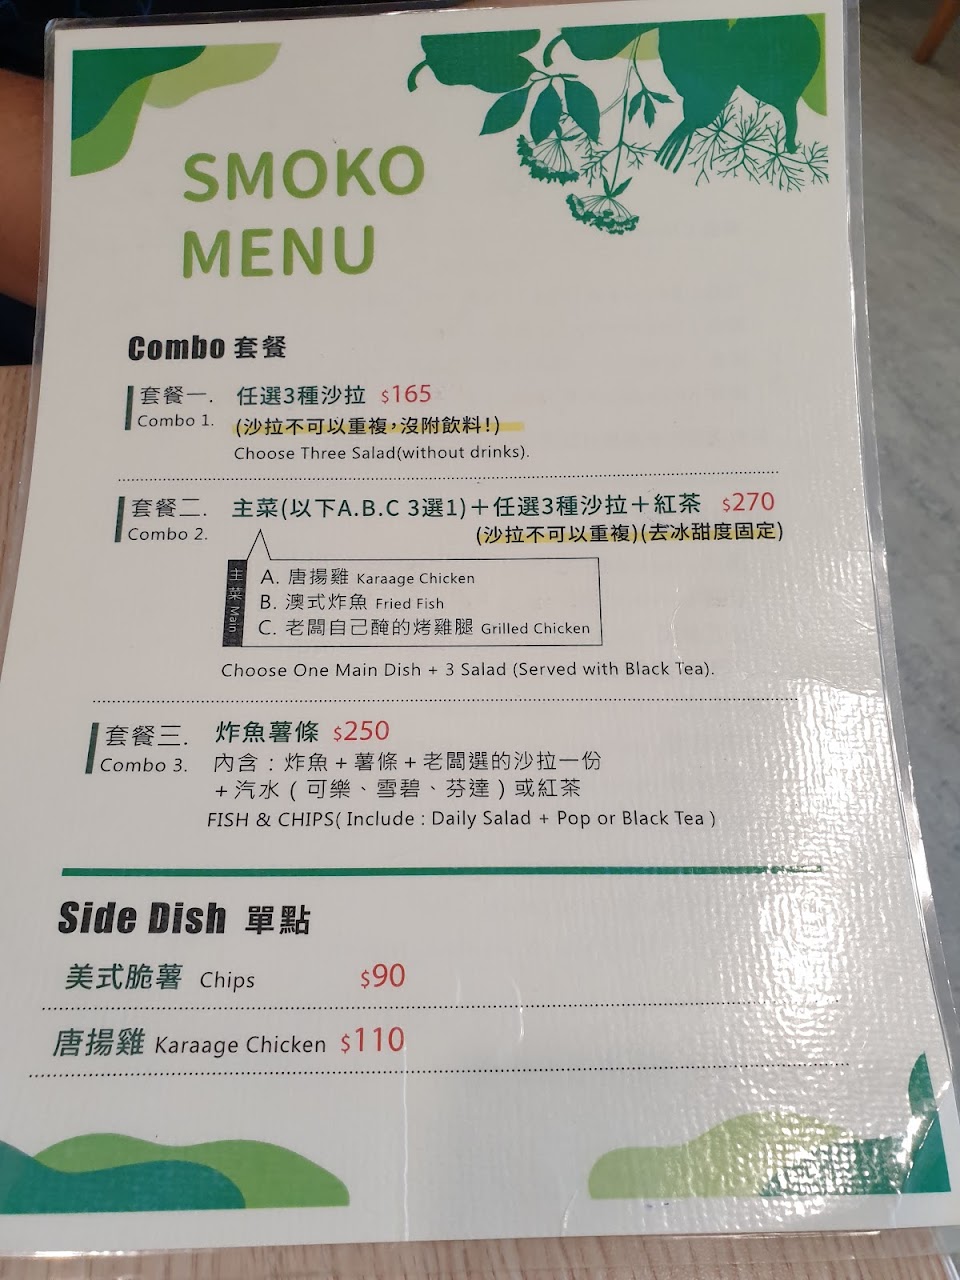 SMOKO
MENU
Combo 套餐
套餐一. 任選3種沙拉 $165
Combo 1. (沙拉不可以重複,沒附飲料!)
Choose Three Salad(without drinks).
套餐二. 主菜(以下A.B.C 3選1)＋任選3種沙拉＋紅茶 $270
Combo 2. (沙拉不可以重複)(去冰甜度固定)
主菜 Main
A. 唐揚雞 Karaage Chicken
B. 澳式炸魚 Fried Fish
C. 老闆自己醃的烤雞腿 Grilled Chicken
Choose One Main Dish + 3 Salad (Served with Black Tea).
套餐三. 炸魚薯條 $250
Combo 3. 內含：炸魚＋薯條＋老闆選的沙拉一份
＋汽水（可樂、雪碧、芬達）或紅茶
FISH & CHIPS( Include : Daily Salad + Pop or Black Tea )
Side Dish 單點
美式脆薯 Chips $90
唐揚雞 Karaage Chicken $110